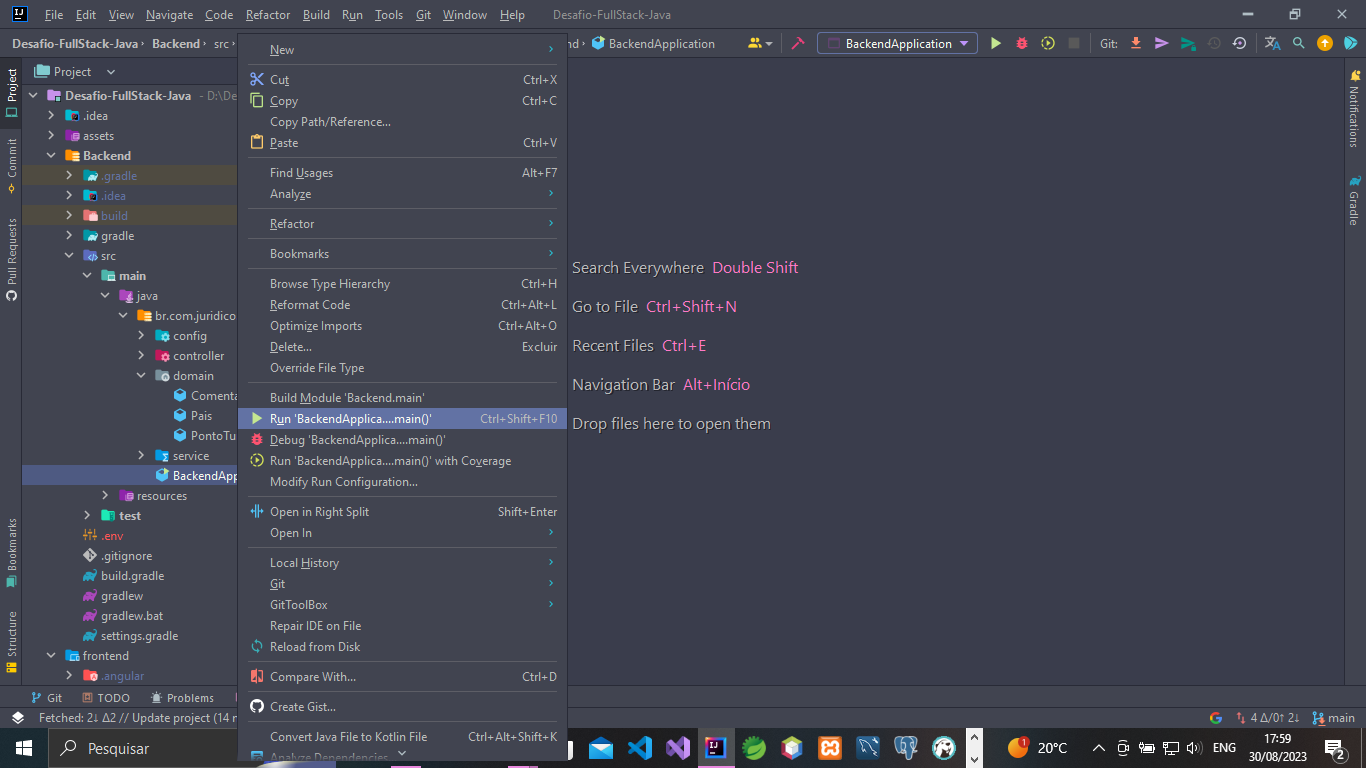 File Edit View Navigate Code Refactor Build Run Tools Git Window Help Desafio-FullStack-Java
Desafio-FullStack-Java Backend src
BackendApplication
BackendApplication
Git:
Project
Project
Desafio-FullStack-Java - D:\De
.idea
assets
Backend
.gradle
.idea
build
gradle
src
main
java
br.com.juridico
config
controller
domain
Comenta
Pais
PontoTu
service
BackendApp
resources
test
.env
.gitignore
build.gradle
gradlew
gradlew.bat
settings.gradle
frontend
.angular
Commit
Pull Requests
Bookmarks
Structure
New
Cut Ctrl+X
Copy Ctrl+C
Copy Path/Reference...
Paste Ctrl+V
Find Usages Alt+F7
Analyze
Refactor
Bookmarks
Browse Type Hierarchy Ctrl+H
Reformat Code Ctrl+Alt+L
Optimize Imports Ctrl+Alt+O
Delete... Excluir
Override File Type
Build Module 'Backend.main'
Run 'BackendApplica....main()' Ctrl+Shift+F10
Debug 'BackendApplica....main()'
Run 'BackendApplica....main()' with Coverage
Modify Run Configuration...
Open in Right Split Shift+Enter
Open In
Local History
Git
GitToolBox
Repair IDE on File
Reload from Disk
Compare With... Ctrl+D
Create Gist...
Convert Java File to Kotlin File Ctrl+Alt+Shift+K
Analyze Dependencies
Search Everywhere Double Shift
Go to File Ctrl+Shift+N
Recent Files Ctrl+E
Navigation Bar Alt+Início
Drop files here to open them
Notifications
Gradle
Git TODO Problems
Fetched: 2↓ Δ2 // Update project (14 m
4 Δ/0↑ 2↓ main
Pesquisar
1 20°C ENG 17:59
30/08/2023
2